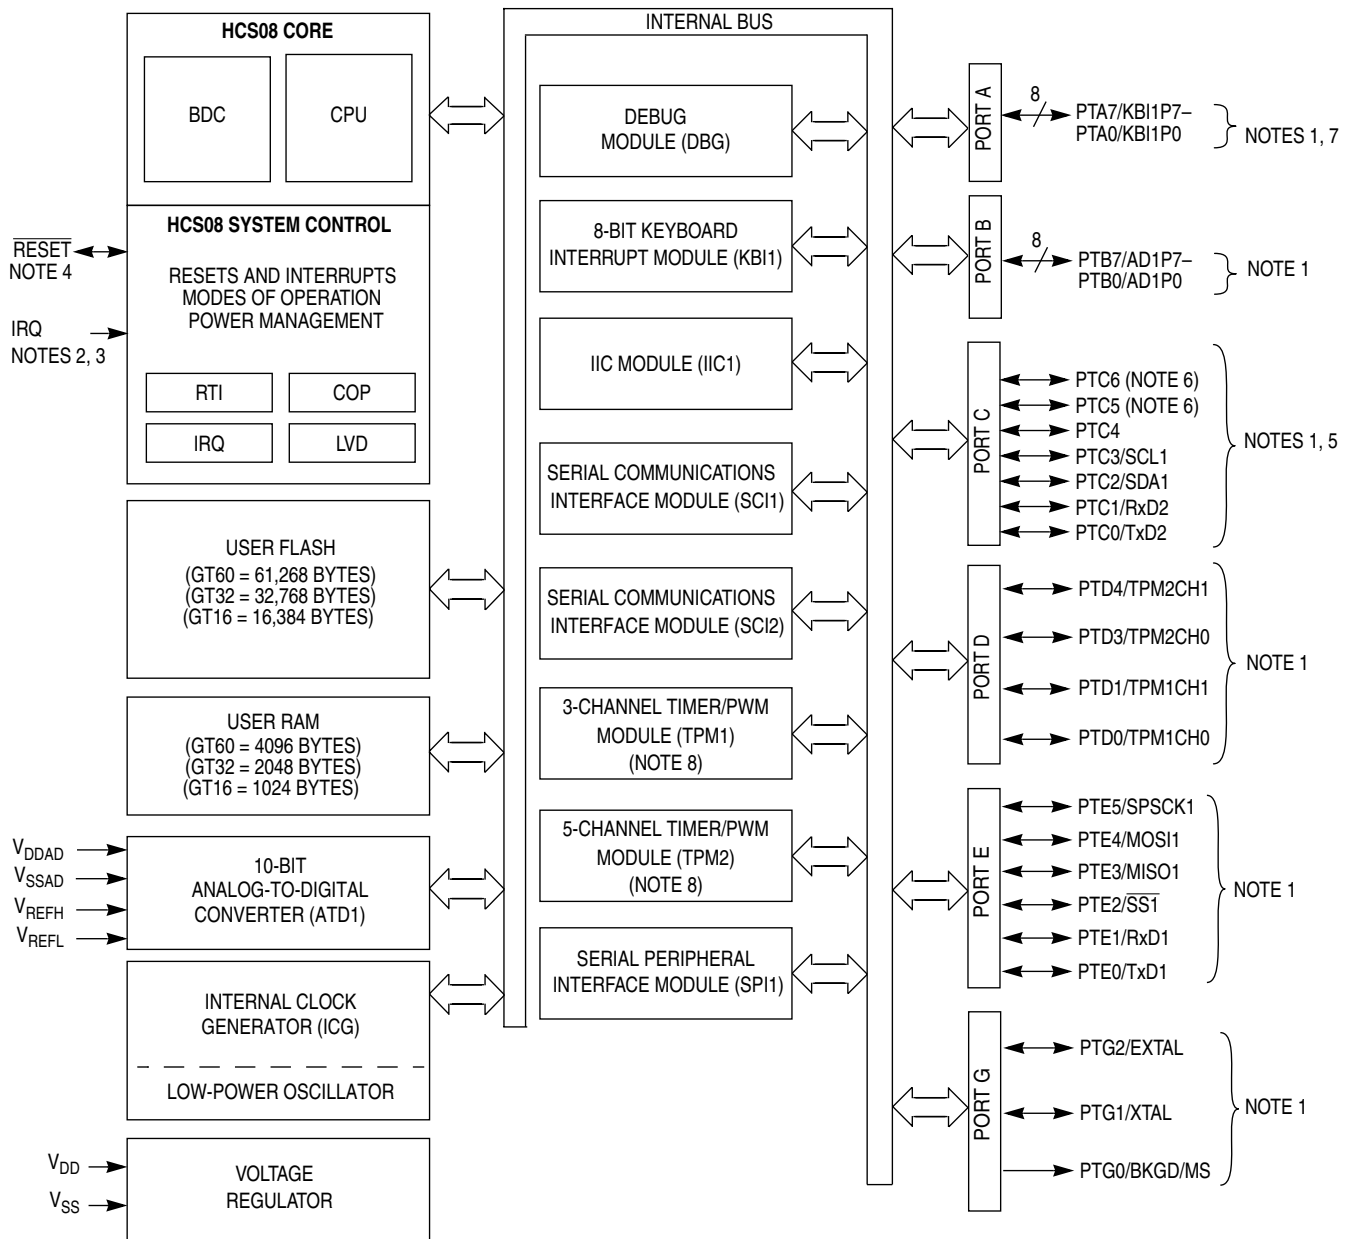 HCS08 CORE
BDC
CPU
HCS08 SYSTEM CONTROL
RESETS AND INTERRUPTS
MODES OF OPERATION
POWER MANAGEMENT
RTI
COP
IRQ
LVD
RESET
NOTE 4
IRQ
NOTES 2, 3
USER FLASH
(GT60 = 61,268 BYTES)
(GT32 = 32,768 BYTES)
(GT16 = 16,384 BYTES)
USER RAM
(GT60 = 4096 BYTES)
(GT32 = 2048 BYTES)
(GT16 = 1024 BYTES)
VDDAD
VSSAD
VREFH
VREFL
10-BIT
ANALOG-TO-DIGITAL
CONVERTER (ATD1)
INTERNAL CLOCK
GENERATOR (ICG)
LOW-POWER OSCILLATOR
VDD
VSS
VOLTAGE
REGULATOR
INTERNAL BUS
DEBUG
MODULE (DBG)
8-BIT KEYBOARD
INTERRUPT MODULE (KBI1)
IIC MODULE (IIC1)
SERIAL COMMUNICATIONS
INTERFACE MODULE (SCI1)
SERIAL COMMUNICATIONS
INTERFACE MODULE (SCI2)
3-CHANNEL TIMER/PWM
MODULE (TPM1)
(NOTE 8)
5-CHANNEL TIMER/PWM
MODULE (TPM2)
(NOTE 8)
SERIAL PERIPHERAL
INTERFACE MODULE (SPI1)
PORT A
8
PTA7/KBI1P7–
PTA0/KBI1P0
NOTES 1, 7
PORT B
8
PTB7/AD1P7–
PTB0/AD1P0
NOTE 1
PORT C
PTC6 (NOTE 6)
PTC5 (NOTE 6)
PTC4
PTC3/SCL1
PTC2/SDA1
PTC1/RxD2
PTC0/TxD2
NOTES 1, 5
PORT D
PTD4/TPM2CH1
PTD3/TPM2CH0
PTD1/TPM1CH1
PTD0/TPM1CH0
NOTE 1
PORT E
PTE5/SPSCK1
PTE4/MOSI1
PTE3/MISO1
PTE2/SS1
PTE1/RxD1
PTE0/TxD1
NOTE 1
PORT G
PTG2/EXTAL
PTG1/XTAL
PTG0/BKGD/MS
NOTE 1